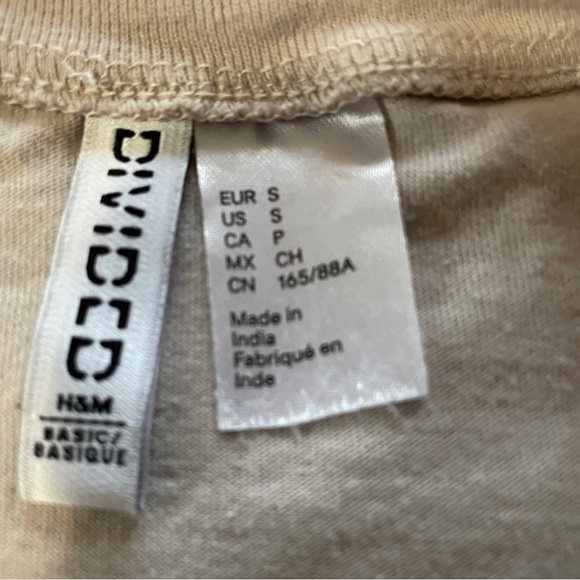 DIVIDED
H&M
BASIC/
BASIQUE
EUR S
US S
CA P
MX CH
CN 165/88A
Made in
India
Fabriqué en
Inde